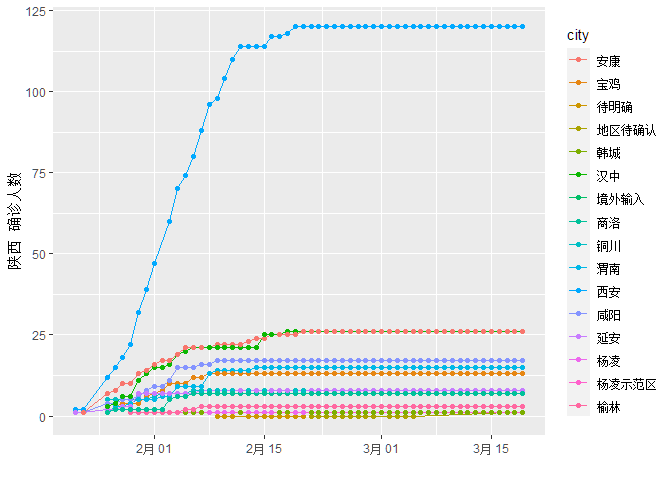 陕西 确诊人数
125
100
75
50
25
0
2月 01
2月 15
3月 01
3月 15
city
安康
宝鸡
待明确
地区待确认
韩城
汉中
境外输入
商洛
铜川
渭南
西安
咸阳
延安
杨凌
杨凌示范区
榆林